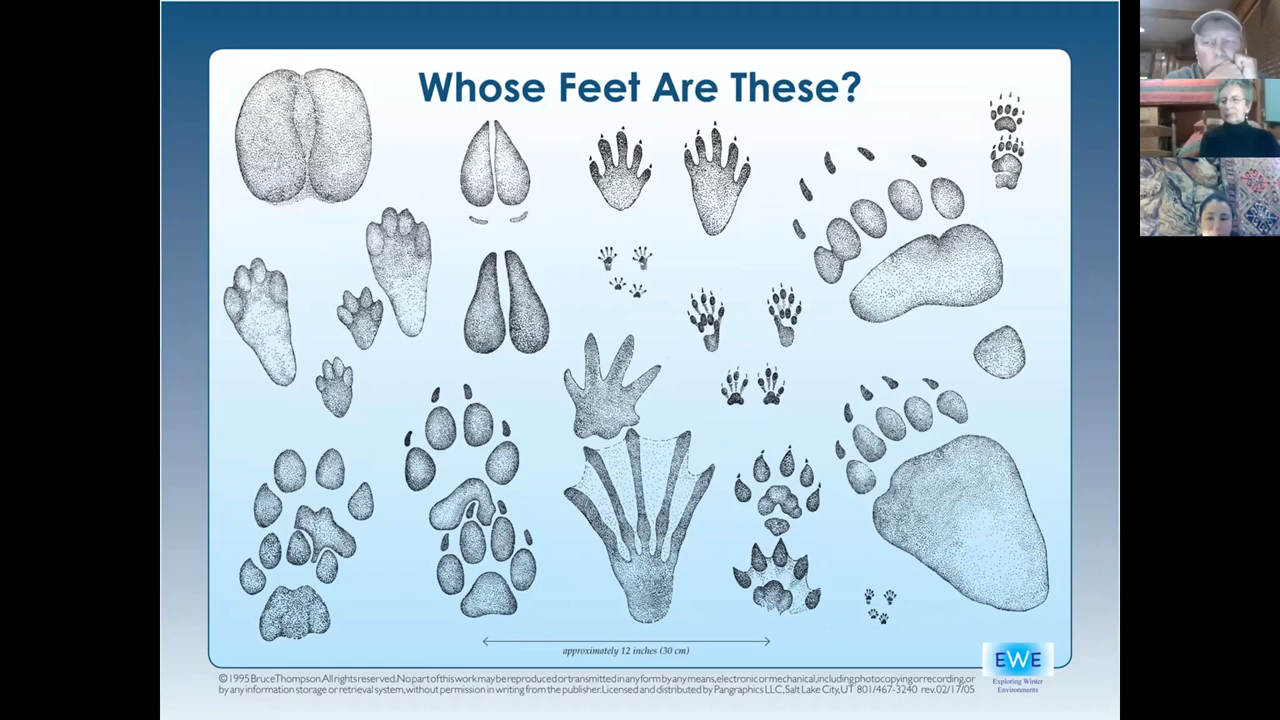 Whose Feet Are These?
approximately 12 inches (30 cm)
EWE
Exploring Winter
Environments
© 1995 Bruce Thompson. All rights reserved. No part of this work may be reproduced or transmitted in any form by any means, electronic or mechanical, including photocopying or recording, or
by any information storage or retrieval system, without permission in writing from the publisher. Licensed and distributed by Pangraphics LLC, Salt Lake City, UT 801/467-3240 rev.02/17/05